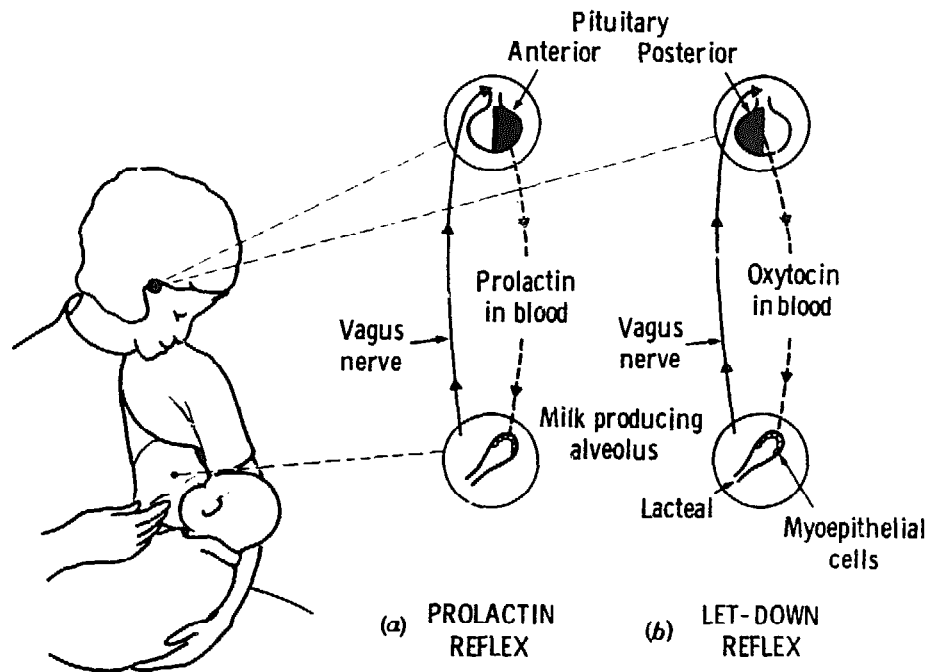 Pituitary
Anterior Posterior
Prolactin
in blood
Oxytocin
in blood
Vagus
nerve
Vagus
nerve
Milk producing
alveolus
Lacteal
Myoepithelial
cells
(a) PROLACTIN
REFLEX
(b) LET-DOWN
REFLEX